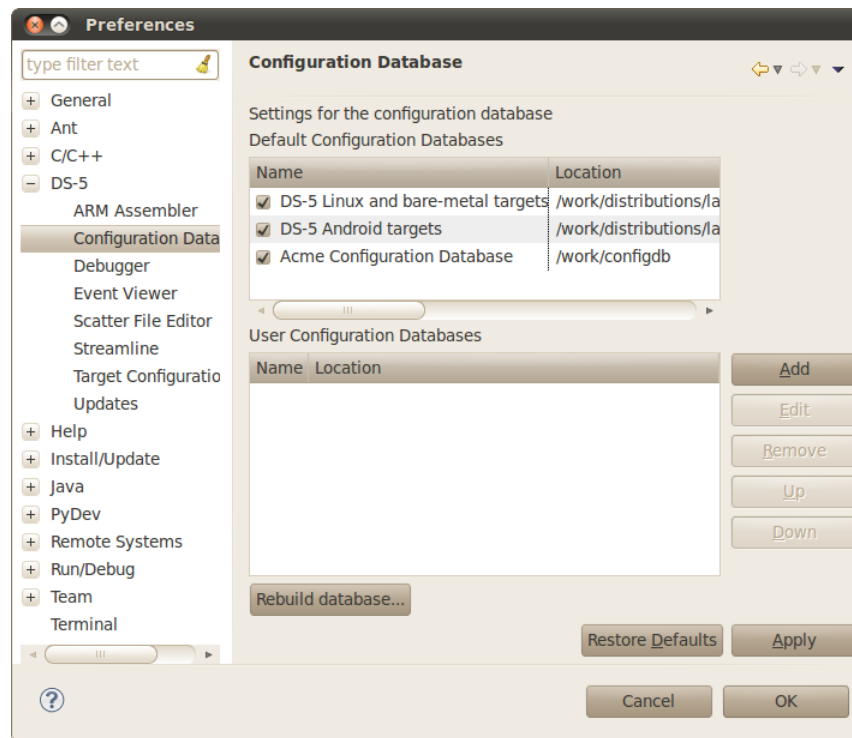 Preferences
type filter text
General
Ant
C/C++
DS-5
ARM Assembler
Configuration Data
Debugger
Event Viewer
Scatter File Editor
Streamline
Target Configuratio
Updates
Help
Install/Update
Java
PyDev
Remote Systems
Run/Debug
Team
Terminal
Configuration Database
Settings for the configuration database
Default Configuration Databases
Name Location
DS-5 Linux and bare-metal targets /work/distributions/la
DS-5 Android targets /work/distributions/la
Acme Configuration Database /work/configdb
User Configuration Databases
Name Location
Add
Edit
Remove
Up
Down
Rebuild database...
Restore Defaults Apply
Cancel OK